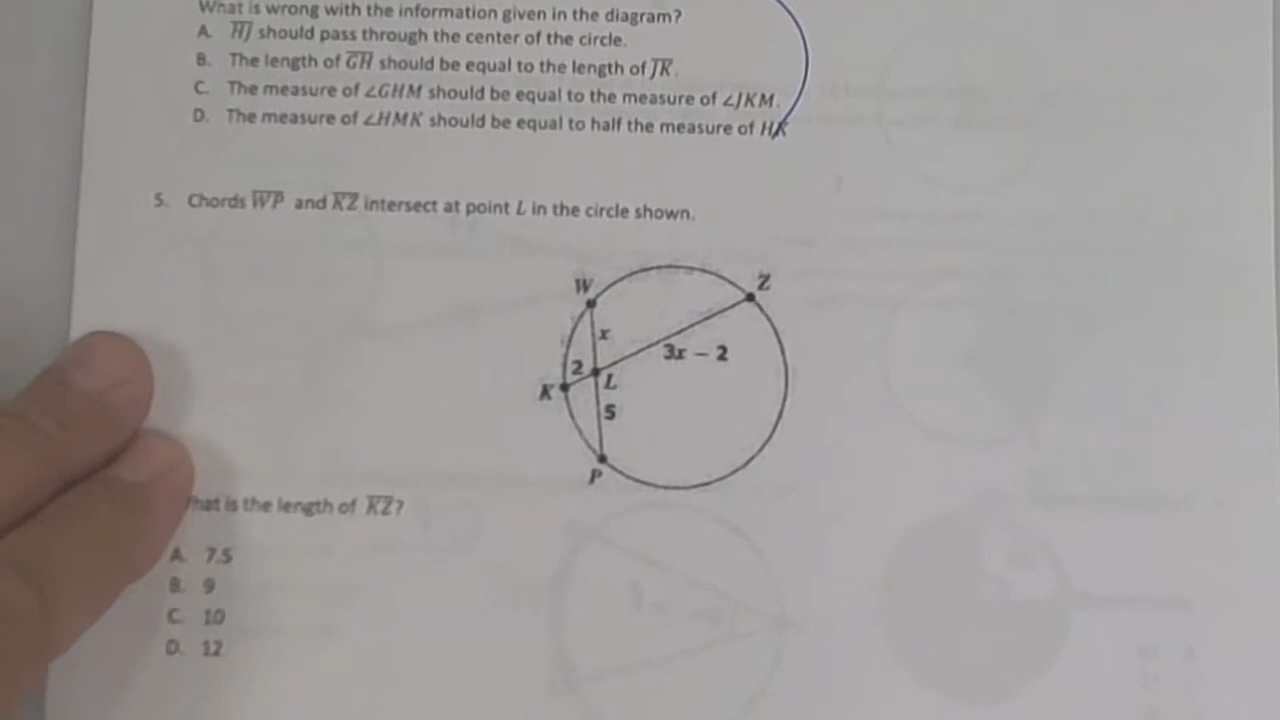 What is wrong with the information given in the diagram?
A. HJ should pass through the center of the circle.
B. The length of GH should be equal to the length of JK.
C. The measure of ∠GHM should be equal to the measure of ∠JKM.
D. The measure of ∠HMK should be equal to half the measure of HK
5. Chords WP and KZ intersect at point L in the circle shown.
W
Z
x
3x – 2
2
L
K
5
P
What is the length of KZ?
A. 7.5
B. 9
C. 10
D. 12